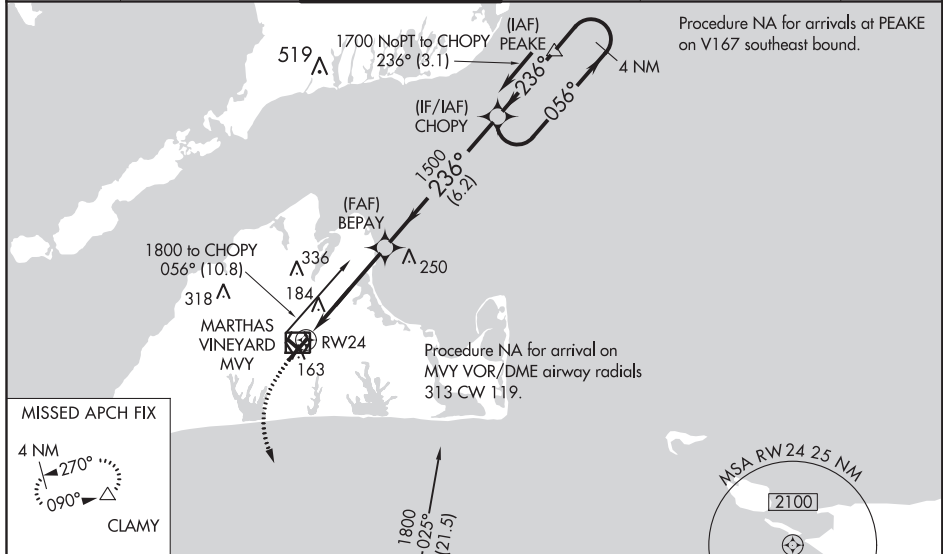 (IAF)
PEAKE
1700 NoPT to CHOPY
236° (3.1)
Procedure NA for arrivals at PEAKE
on V167 southeast bound.
519
4 NM
236°
056°
(IF/IAF)
CHOPY
1500
236°
(6.2)
(FAF)
BEPAY
1800 to CHOPY
056° (10.8)
336
250
318
184
MARTHAS
VINEYARD
MVY
RW24
163
Procedure NA for arrival on
MVY VOR/DME airway radials
313 CW 119.
MISSED APCH FIX
4 NM
270°
090°
CLAMY
1800
025°
(21.5)
MSA RW24 25 NM
2100